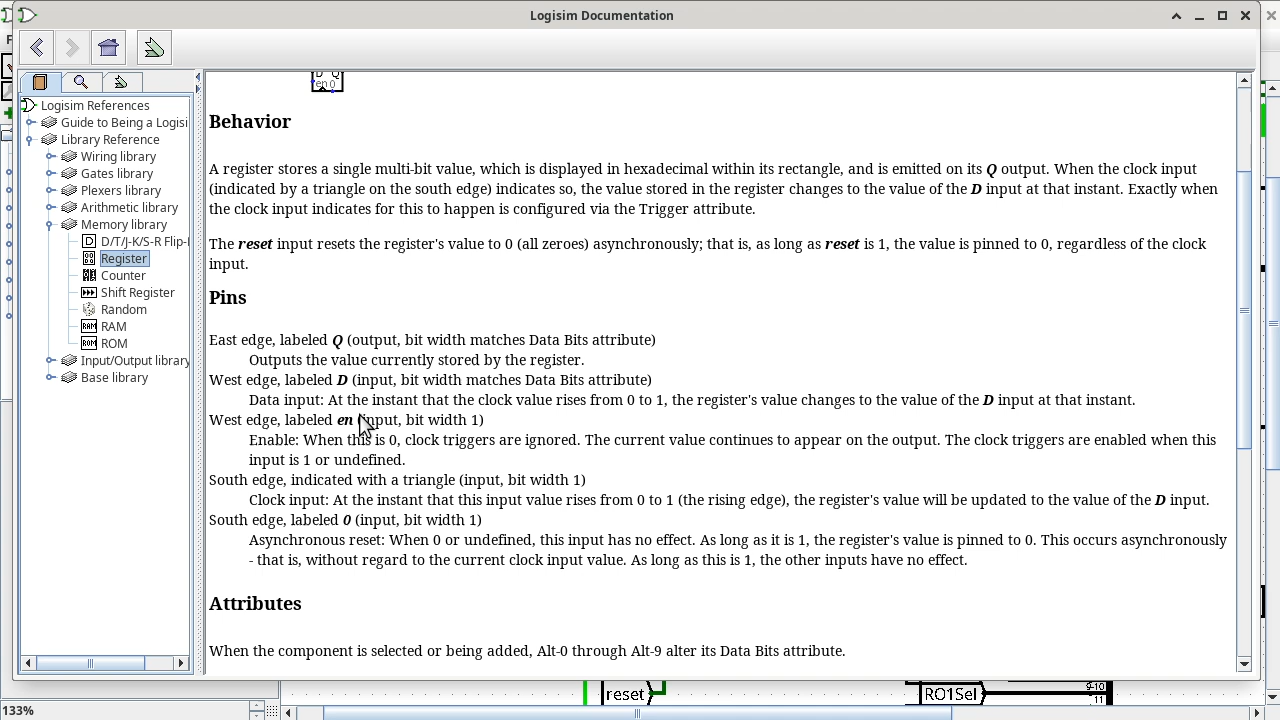 Logisim Documentation
Logisim References
Guide to Being a Logisi
Library Reference
Wiring library
Gates library
Plexers library
Arithmetic library
Memory library
D/T/J-K/S-R Flip-
Register
Counter
Shift Register
Random
RAM
ROM
Input/Output library
Base library
D Q
en 0
Behavior
A register stores a single multi-bit value, which is displayed in hexadecimal within its rectangle, and is emitted on its Q output. When the clock input
(indicated by a triangle on the south edge) indicates so, the value stored in the register changes to the value of the D input at that instant. Exactly when
the clock input indicates for this to happen is configured via the Trigger attribute.
The reset input resets the register's value to 0 (all zeroes) asynchronously; that is, as long as reset is 1, the value is pinned to 0, regardless of the clock
input.
Pins
East edge, labeled Q (output, bit width matches Data Bits attribute)
Outputs the value currently stored by the register.
West edge, labeled D (input, bit width matches Data Bits attribute)
Data input: At the instant that the clock value rises from 0 to 1, the register's value changes to the value of the D input at that instant.
West edge, labeled en (input, bit width 1)
Enable: When this is 0, clock triggers are ignored. The current value continues to appear on the output. The clock triggers are enabled when this
input is 1 or undefined.
South edge, indicated with a triangle (input, bit width 1)
Clock input: At the instant that this input value rises from 0 to 1 (the rising edge), the register's value will be updated to the value of the D input.
South edge, labeled 0 (input, bit width 1)
Asynchronous reset: When 0 or undefined, this input has no effect. As long as it is 1, the register's value is pinned to 0. This occurs asynchronously
- that is, without regard to the current clock input value. As long as this is 1, the other inputs have no effect.
Attributes
When the component is selected or being added, Alt-0 through Alt-9 alter its Data Bits attribute.
133%
reset
RO1Sel
9-10
11